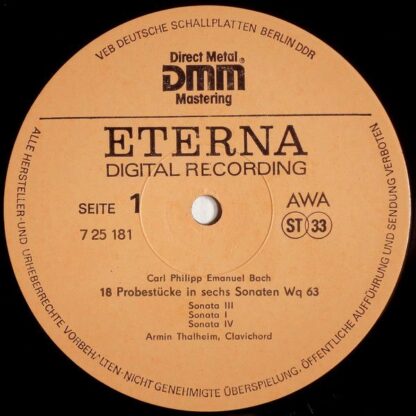 VEB DEUTSCHE SCHALLPLATTEN BERLIN DDR
Direct Metal
DMM
Mastering
ETERNA
DIGITAL RECORDING
SEITE 1
AWA
7 25 181
ST 33
Carl Philipp Emanuel Bach
18 Probestücke in sechs Sonaten Wq 63
Sonata III
Sonata I
Sonata IV
Armin Thalheim, Clavichord
ALLE HERSTELLER-UND URHEBERRECHTE VORBEHALTEN-NICHT GENEHMIGTE ÜBERSPIELUNG, ÖFFENTLICHE AUFFÜHRUNG UND SENDUNG VERBOTEN